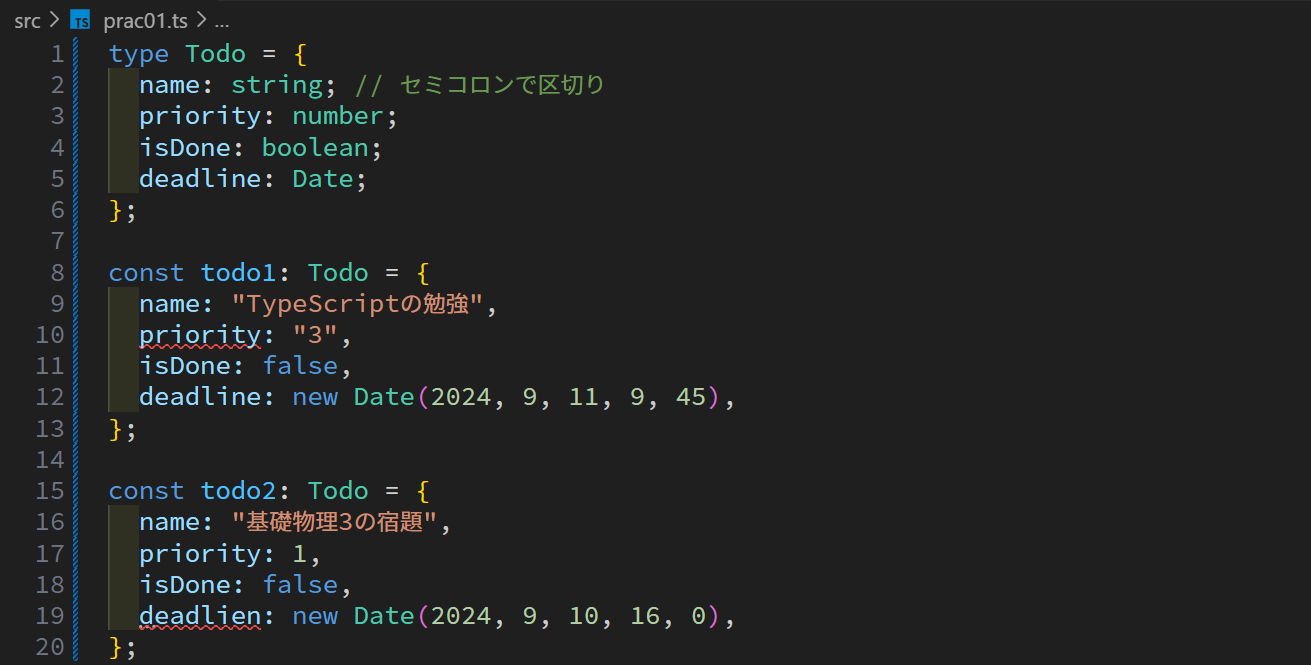 src > TS prac01.ts > ...
1 type Todo = {
2   name: string; // セミコロンで区切り
3   priority: number;
4   isDone: boolean;
5   deadline: Date;
6 };
7
8 const todo1: Todo = {
9   name: "TypeScriptの勉強",
10   priority: "3",
11   isDone: false,
12   deadline: new Date(2024, 9, 11, 9, 45),
13 };
14
15 const todo2: Todo = {
16   name: "基礎物理3の宿題",
17   priority: 1,
18   isDone: false,
19   deadlien: new Date(2024, 9, 10, 16, 0),
20 };